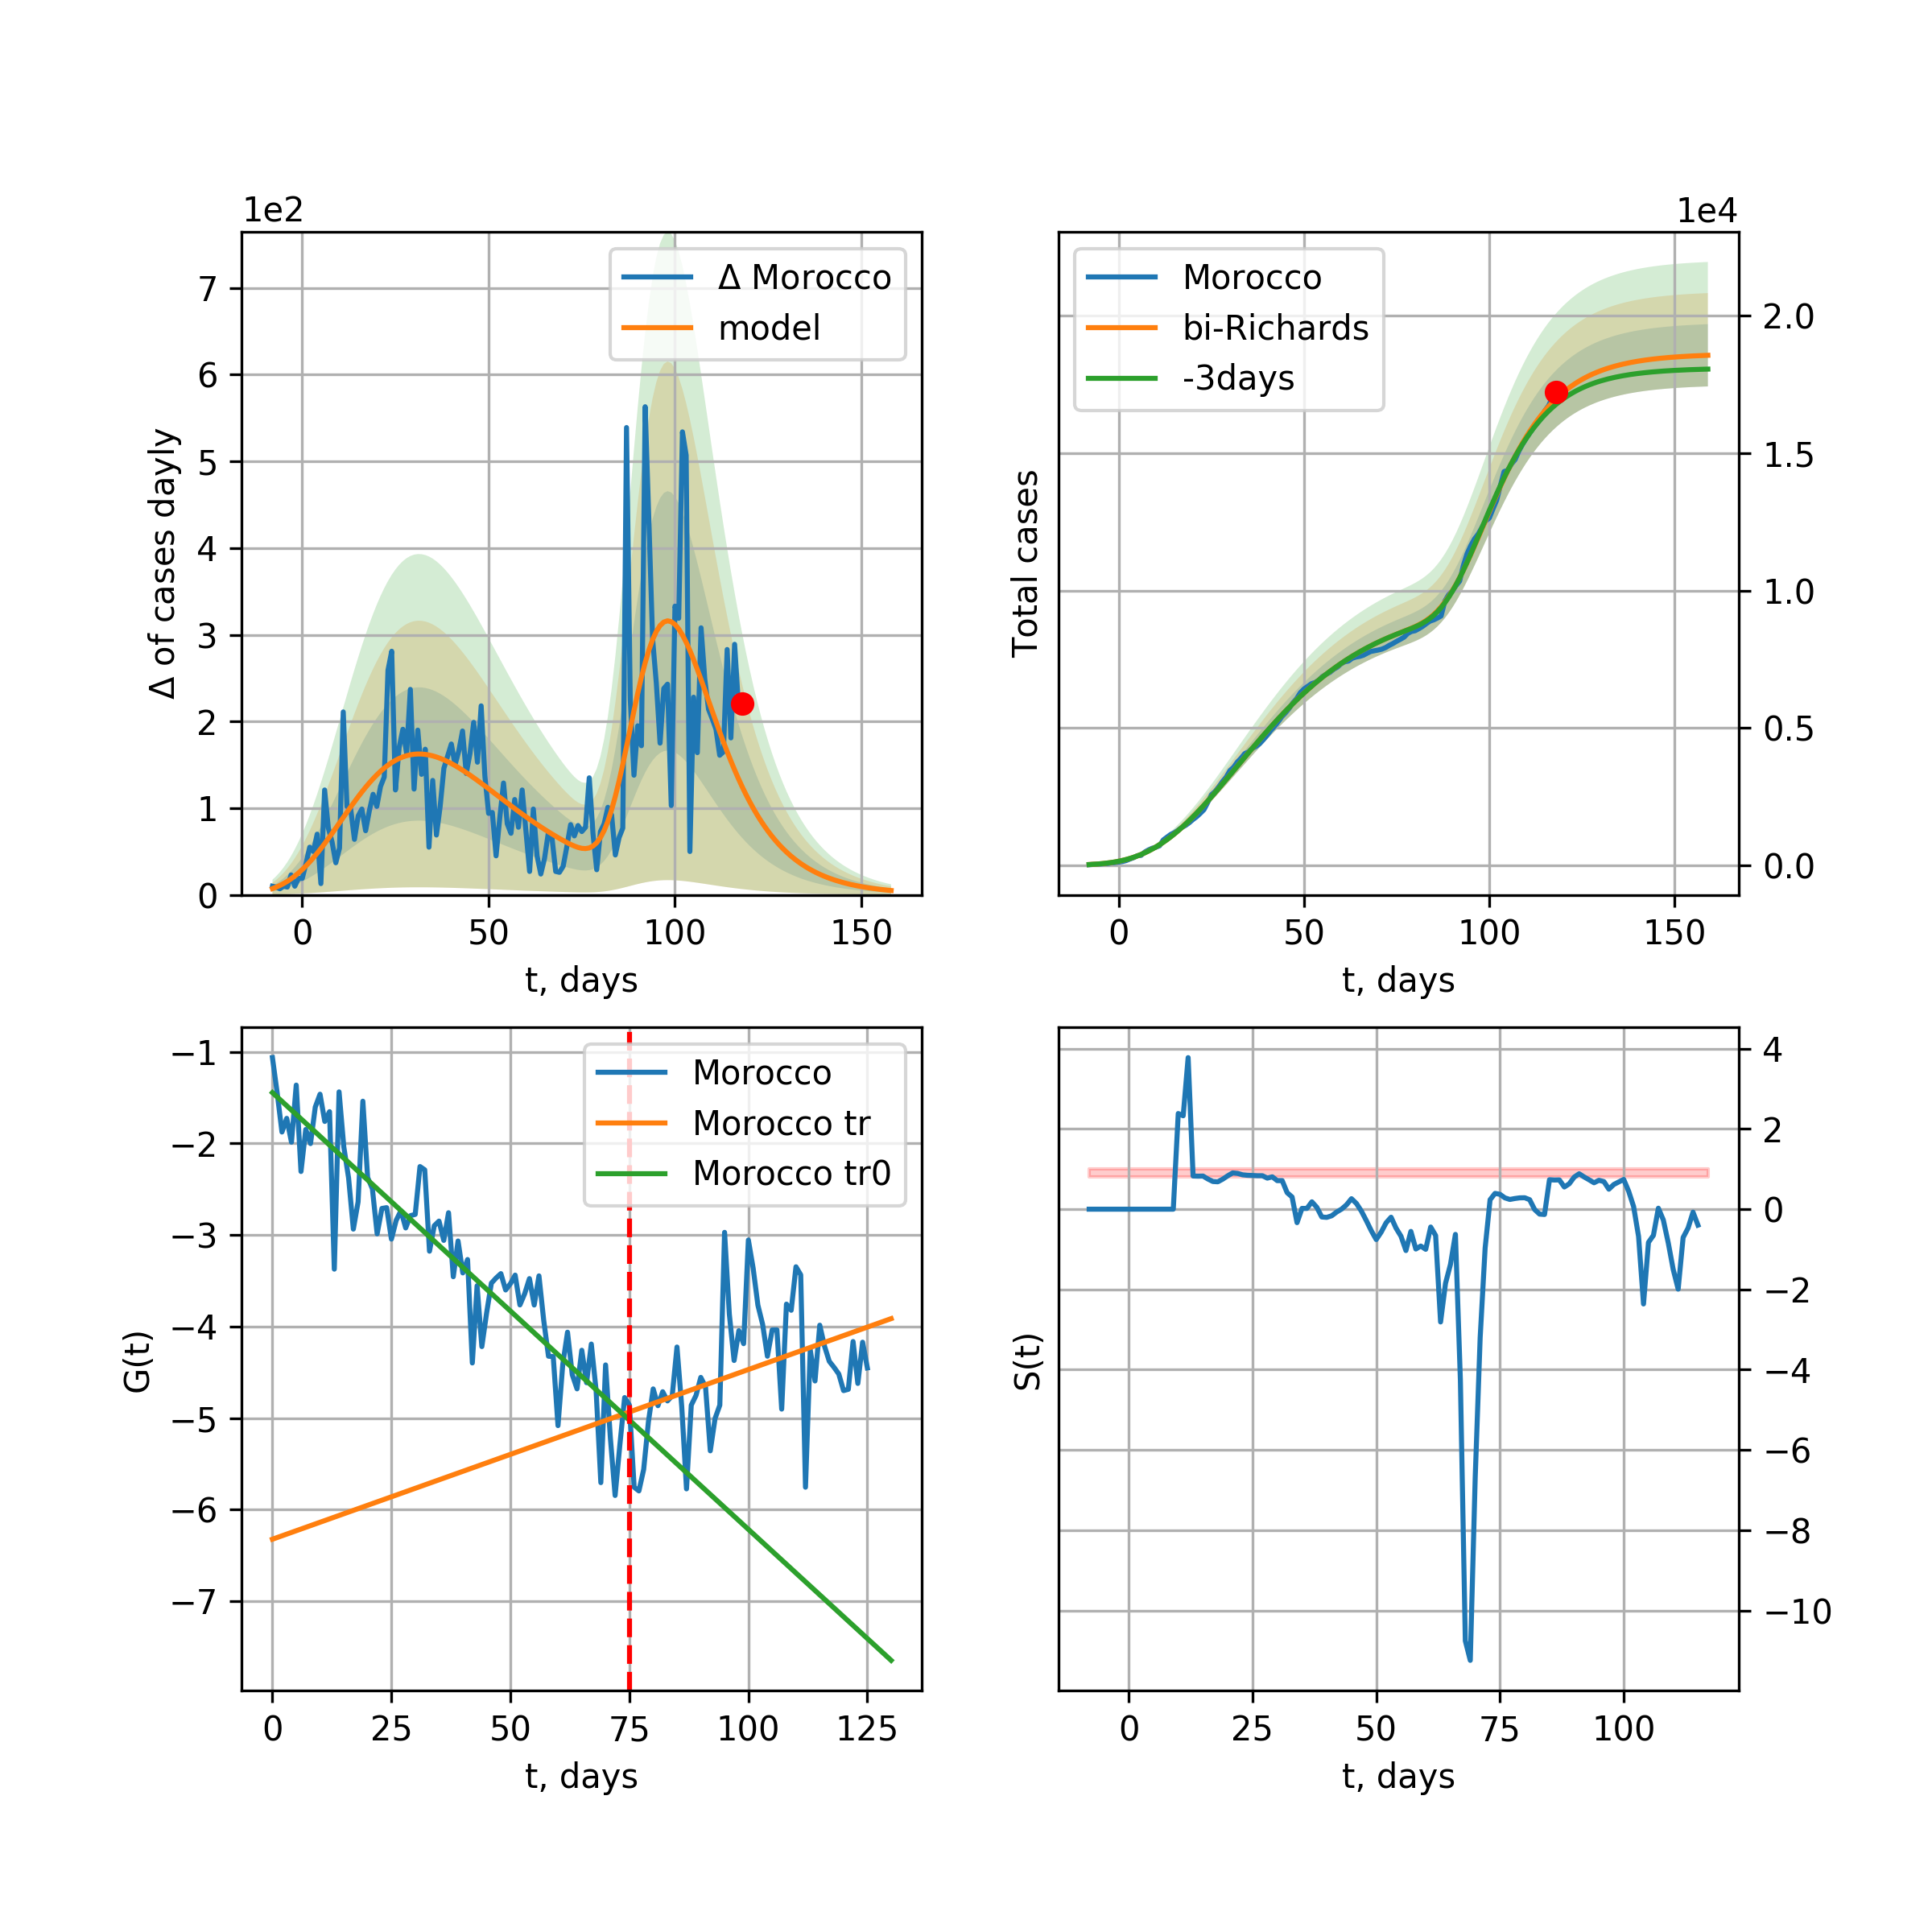 1e2
7
6
5
4
3
2
1
0
Δ of cases dayly
Δ Morocco
model
0 50 100 150
t, days
1e4
2.0
1.5
1.0
0.5
0.0
Total cases
Morocco
bi-Richards
-3days
0 50 100 150
t, days
−1
−2
−3
−4
−5
−6
−7
G(t)
Morocco
Morocco tr
Morocco tr0
0 25 50 75 100 125
t, days
4
2
0
−2
−4
−6
−8
−10
S(t)
0 25 50 75 100
t, days